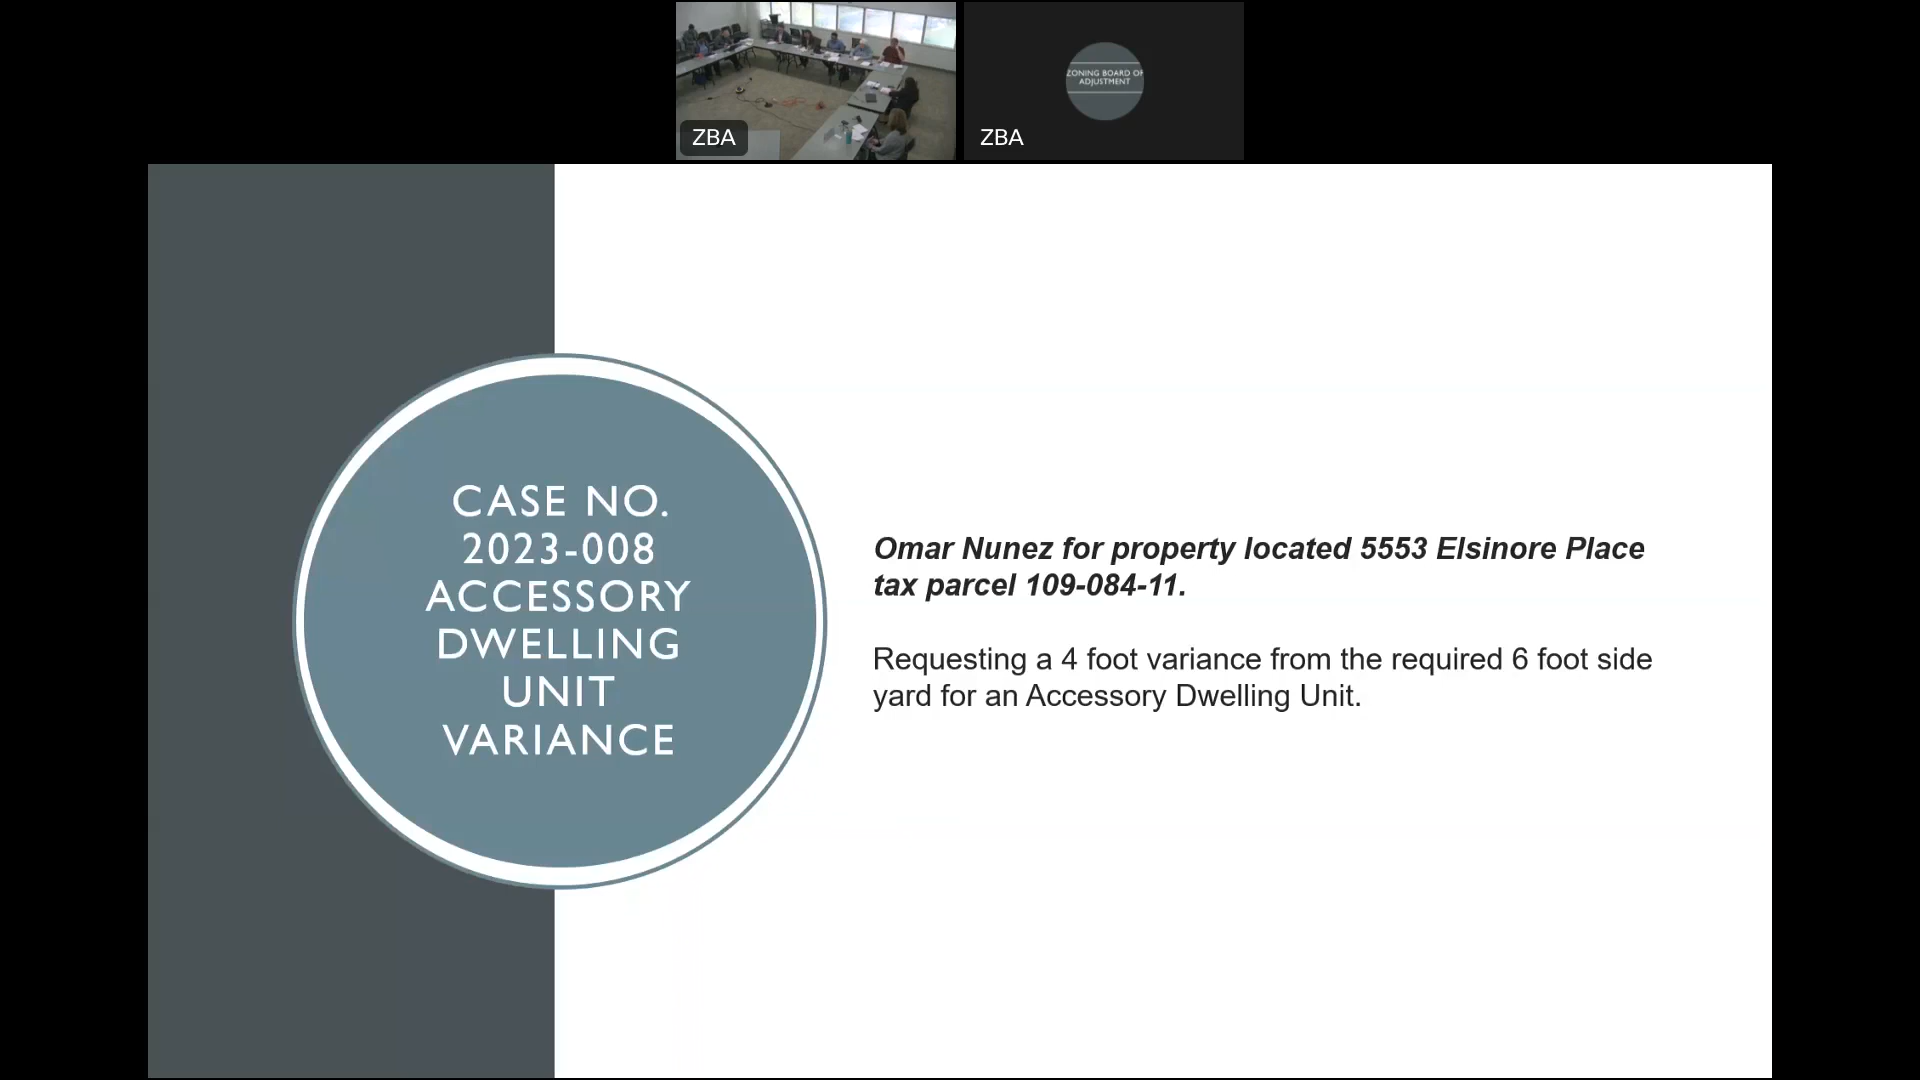 ZBA
ZONING BOARD OF
ADJUSTMENT
ZBA
CASE NO.
2023-008
ACCESSORY
DWELLING
UNIT
VARIANCE
Omar Nunez for property located 5553 Elsinore Place
tax parcel 109-084-11.
Requesting a 4 foot variance from the required 6 foot side
yard for an Accessory Dwelling Unit.